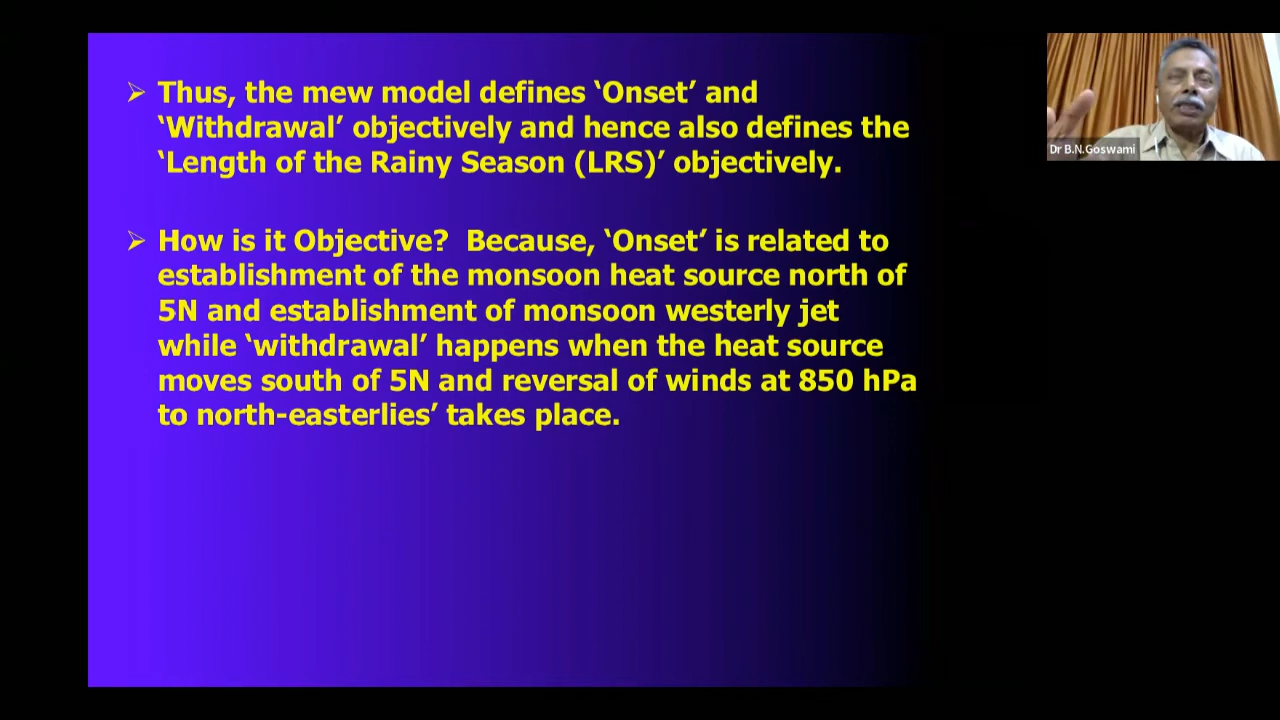 ➢ Thus, the mew model defines ‘Onset’ and
‘Withdrawal’ objectively and hence also defines the
‘Length of the Rainy Season (LRS)’ objectively.
➢ How is it Objective? Because, ‘Onset’ is related to
establishment of the monsoon heat source north of
5N and establishment of monsoon westerly jet
while ‘withdrawal’ happens when the heat source
moves south of 5N and reversal of winds at 850 hPa
to north-easterlies’ takes place.
Dr B.N.Goswami